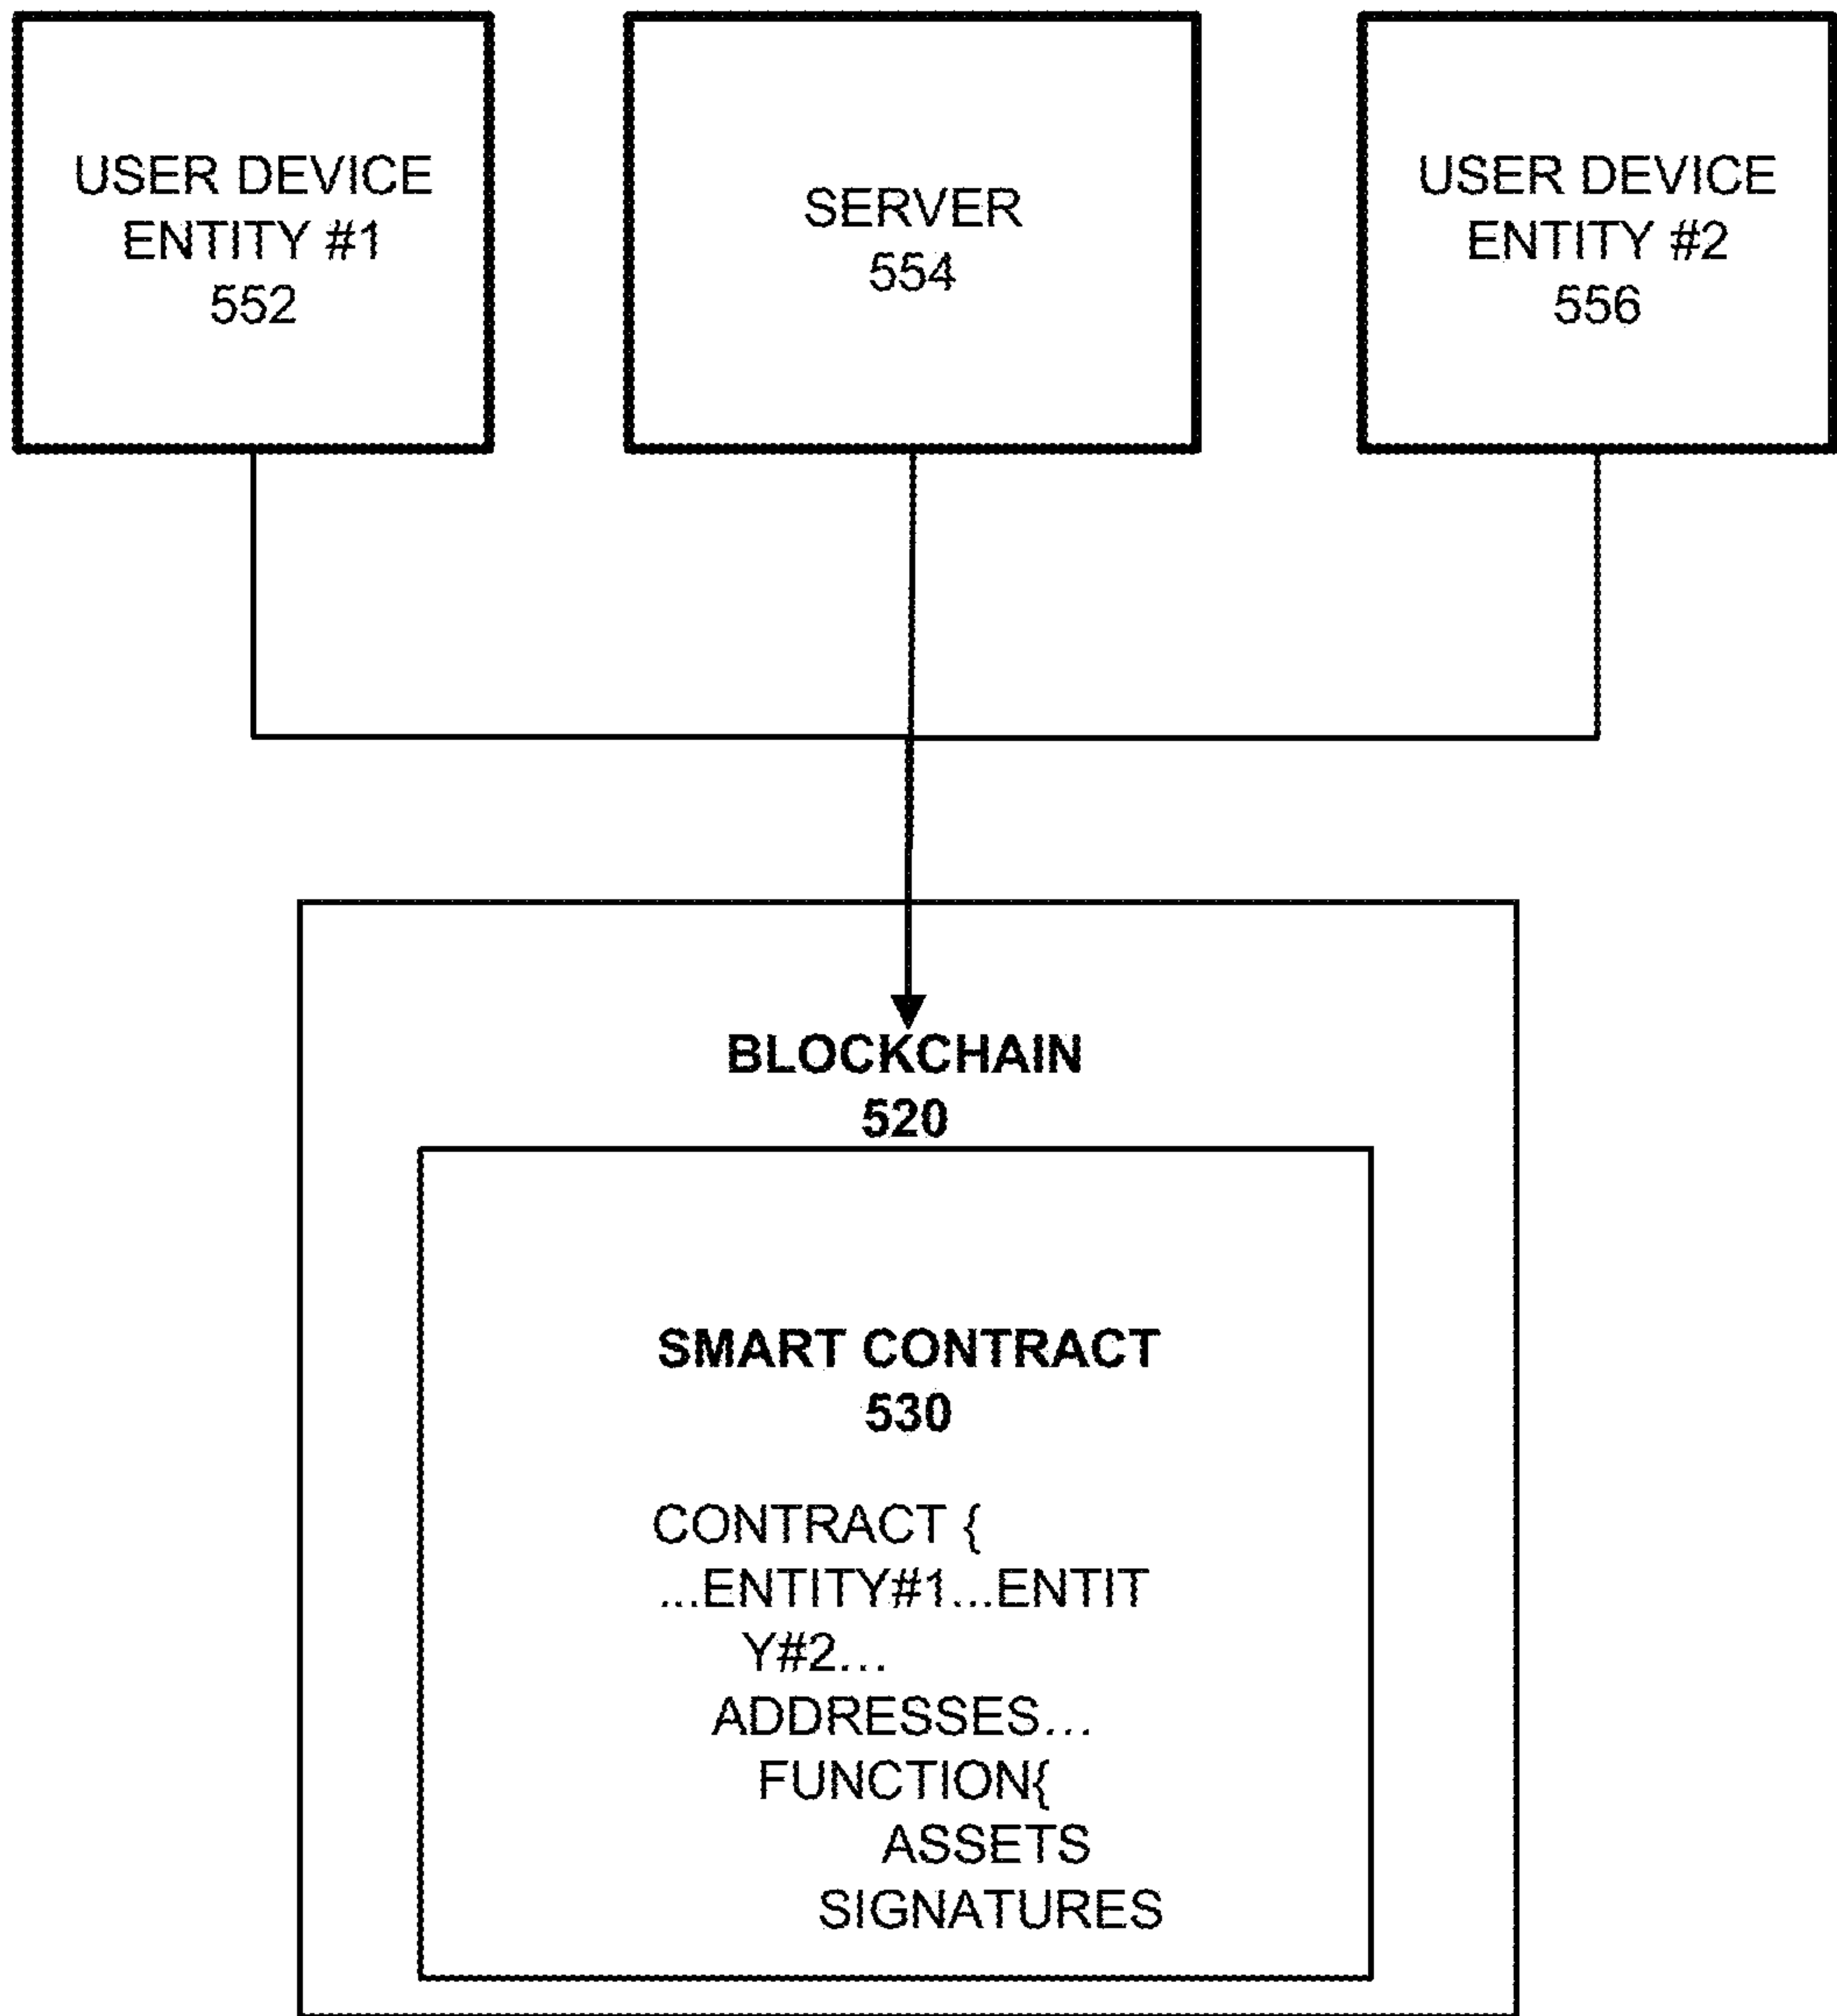 USER DEVICE
ENTITY #1
552
SERVER
554
USER DEVICE
ENTITY #2
556
BLOCKCHAIN
520
SMART CONTRACT
530
CONTRACT {
...ENTITY#1...ENTIT
Y#2...
ADDRESSES...
FUNCTION{
ASSETS
SIGNATURES